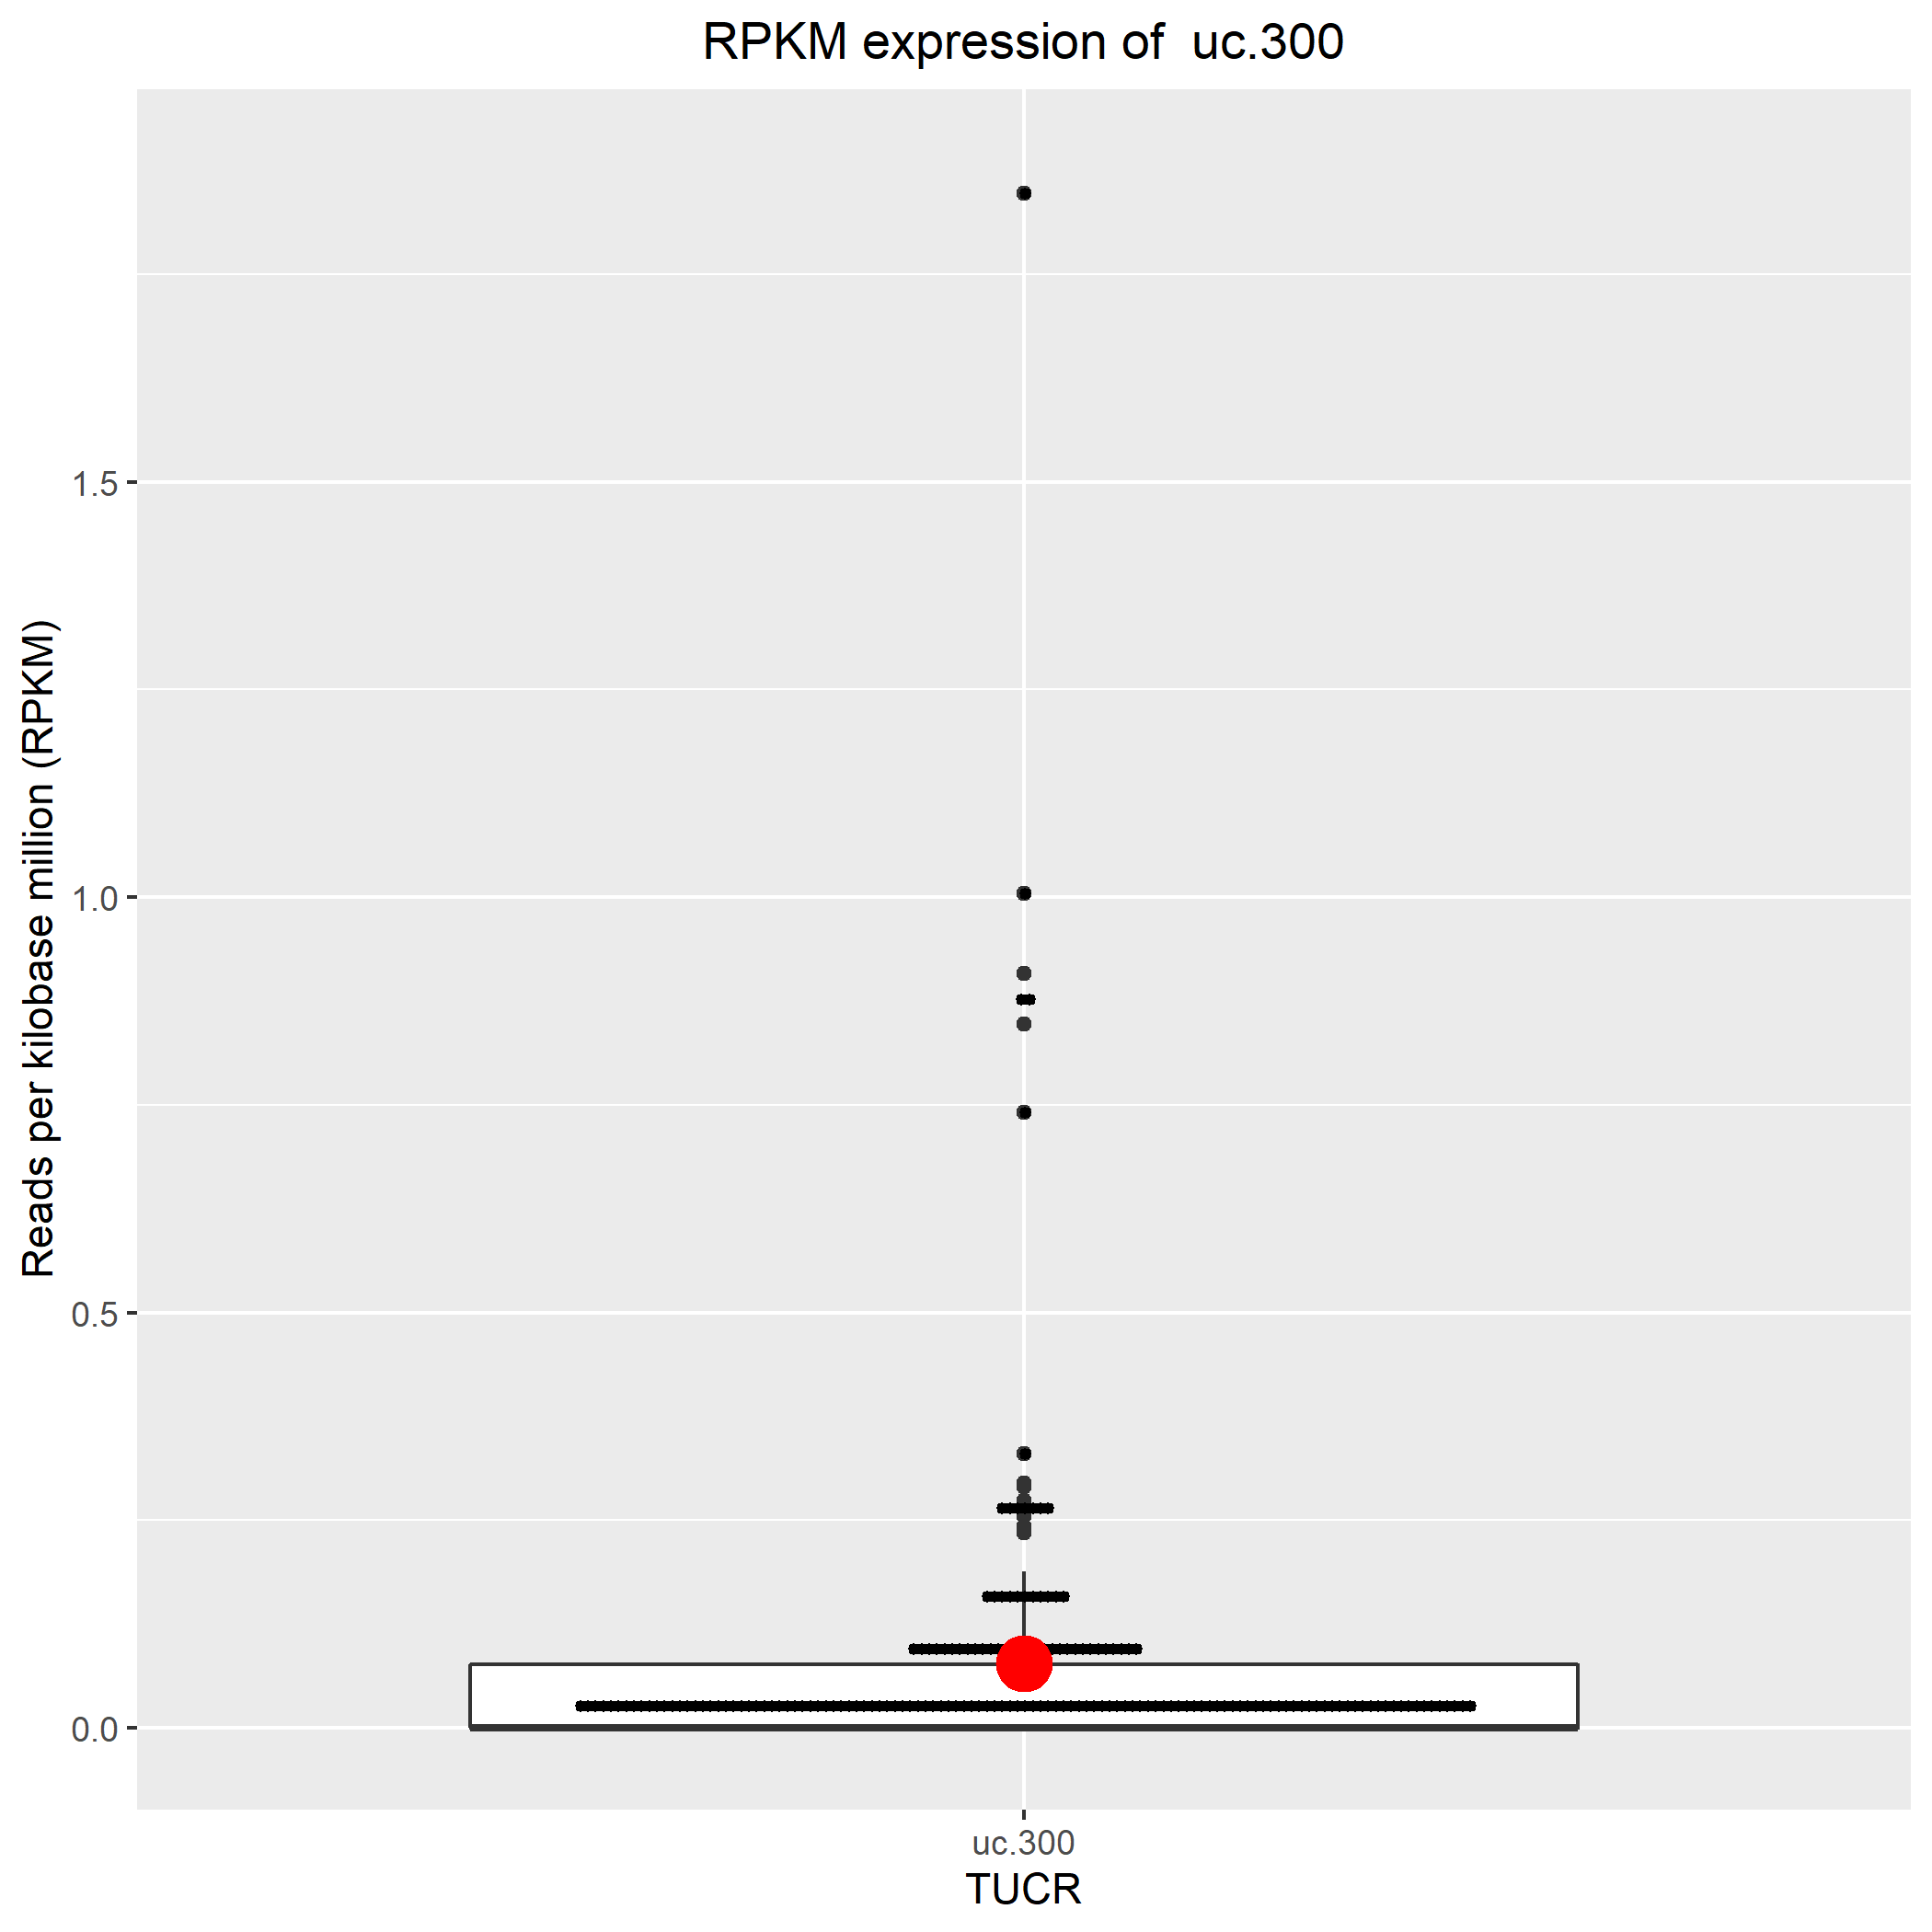 RPKM expression of  uc.300
Reads per kilobase million (RPKM)
1.5
1.0
0.5
0.0
uc.300
TUCR